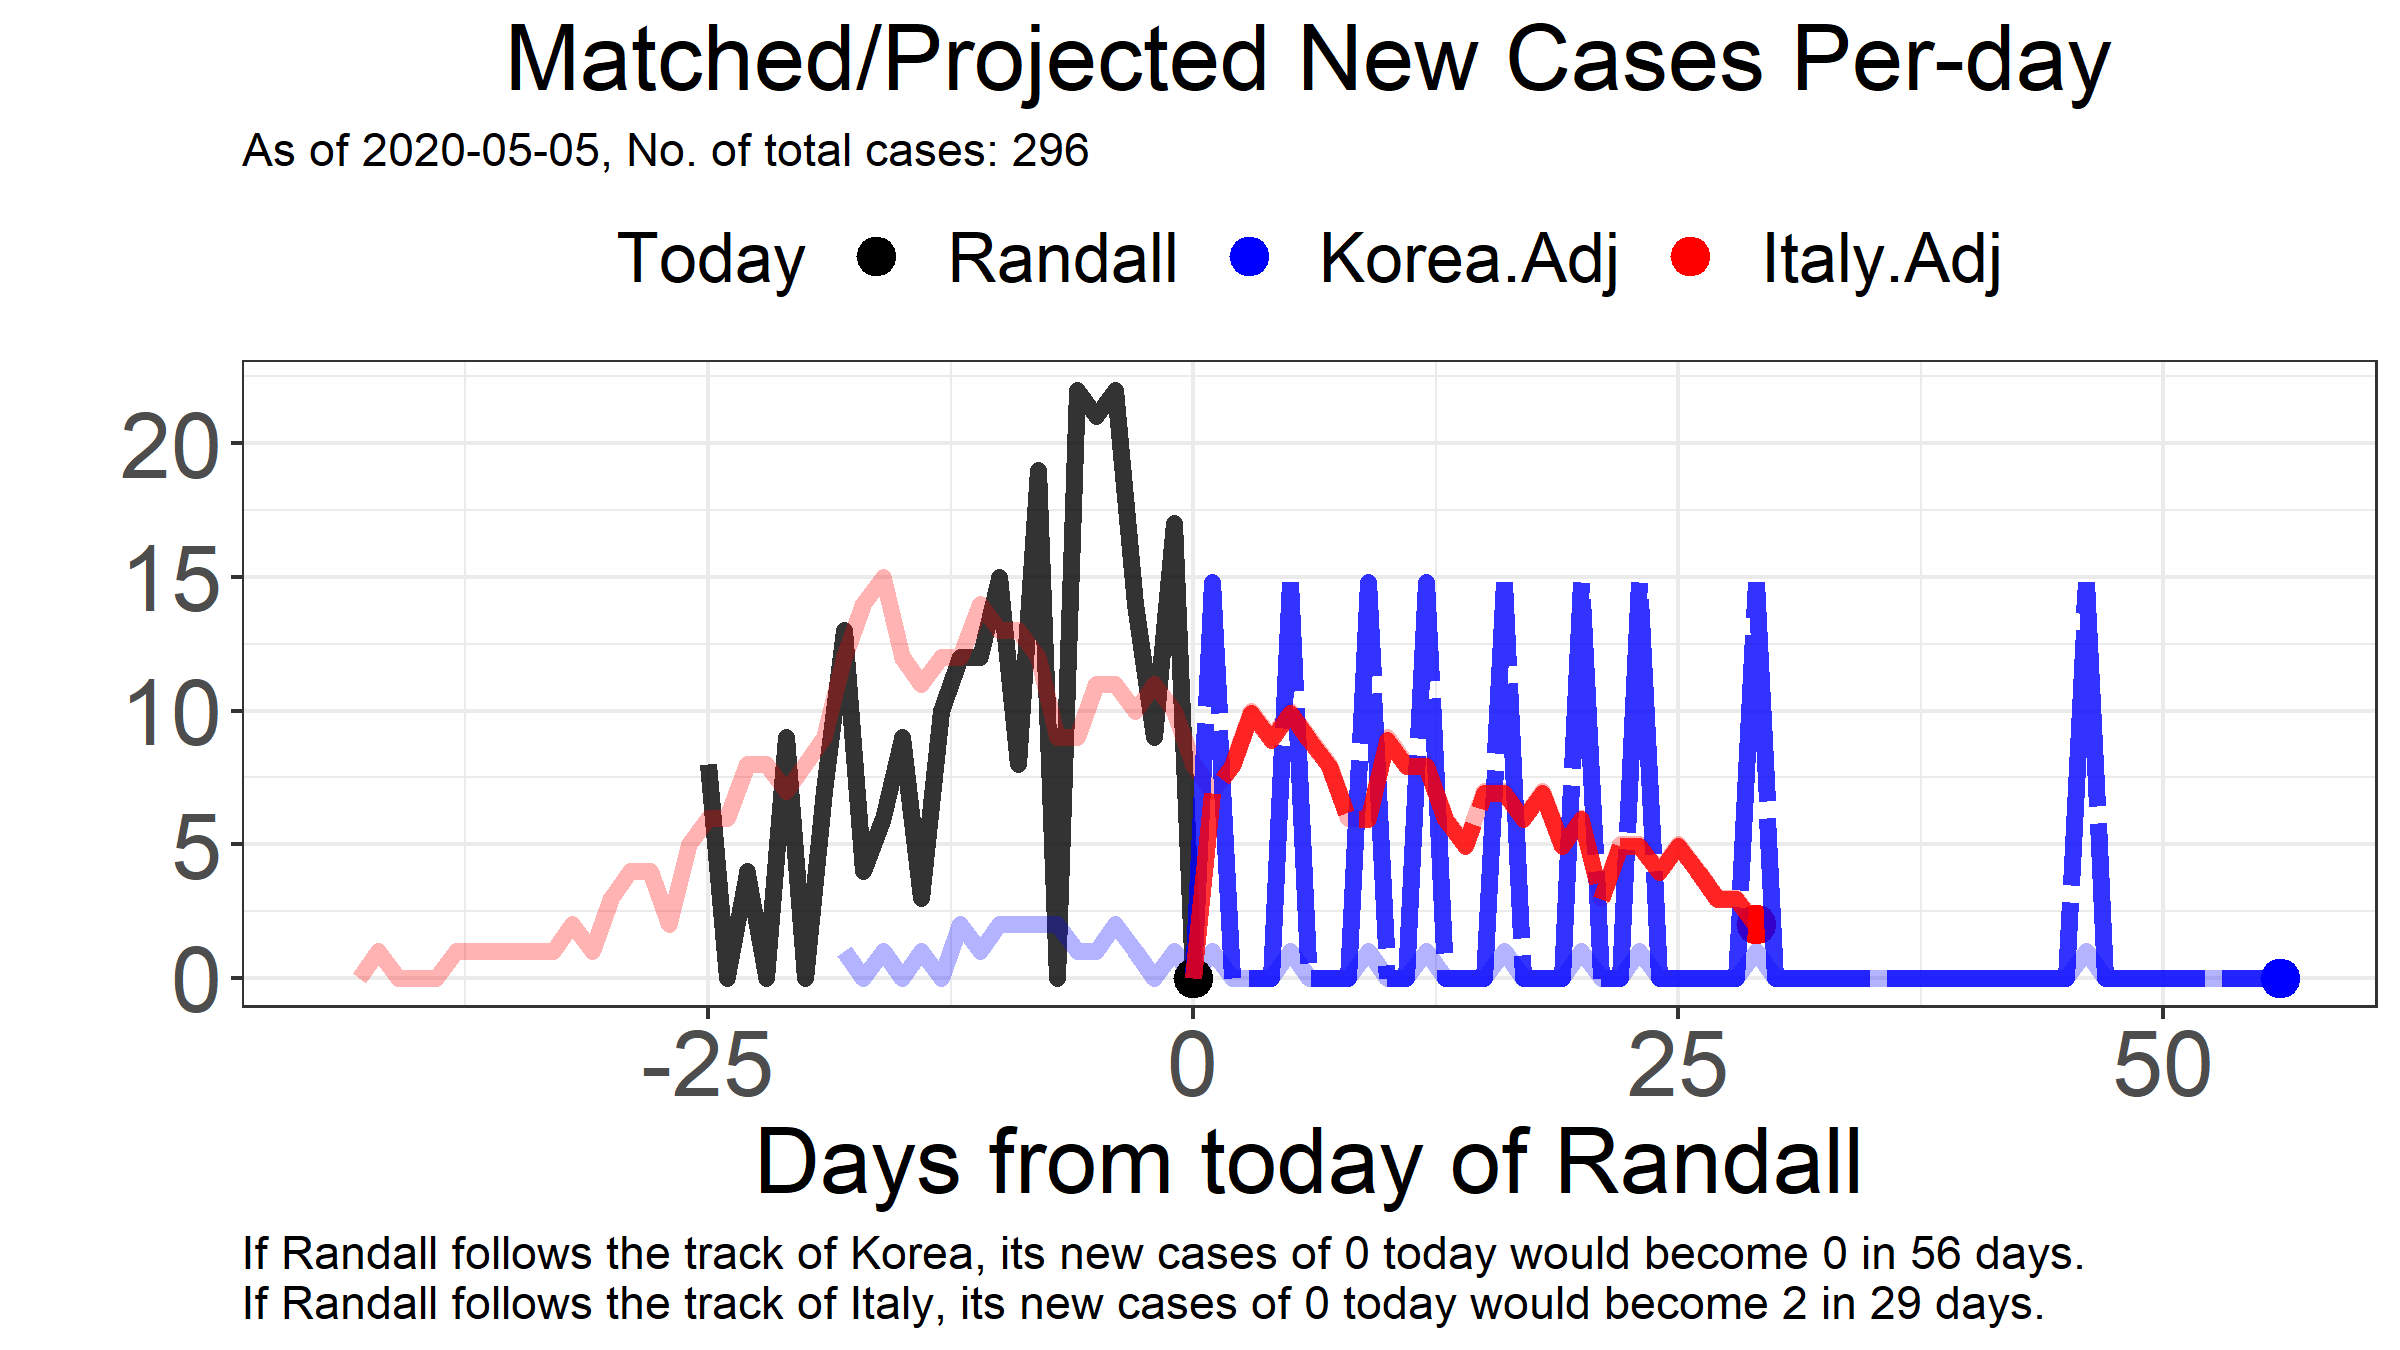 Matched/Projected New Cases Per-day
As of 2020-05-05, No. of total cases: 296
Today Randall Korea.Adj Italy.Adj
20
15
10
5
0
-25 0 25 50
Days from today of Randall
If Randall follows the track of Korea, its new cases of 0 today would become 0 in 56 days.
If Randall follows the track of Italy, its new cases of 0 today would become 2 in 29 days.